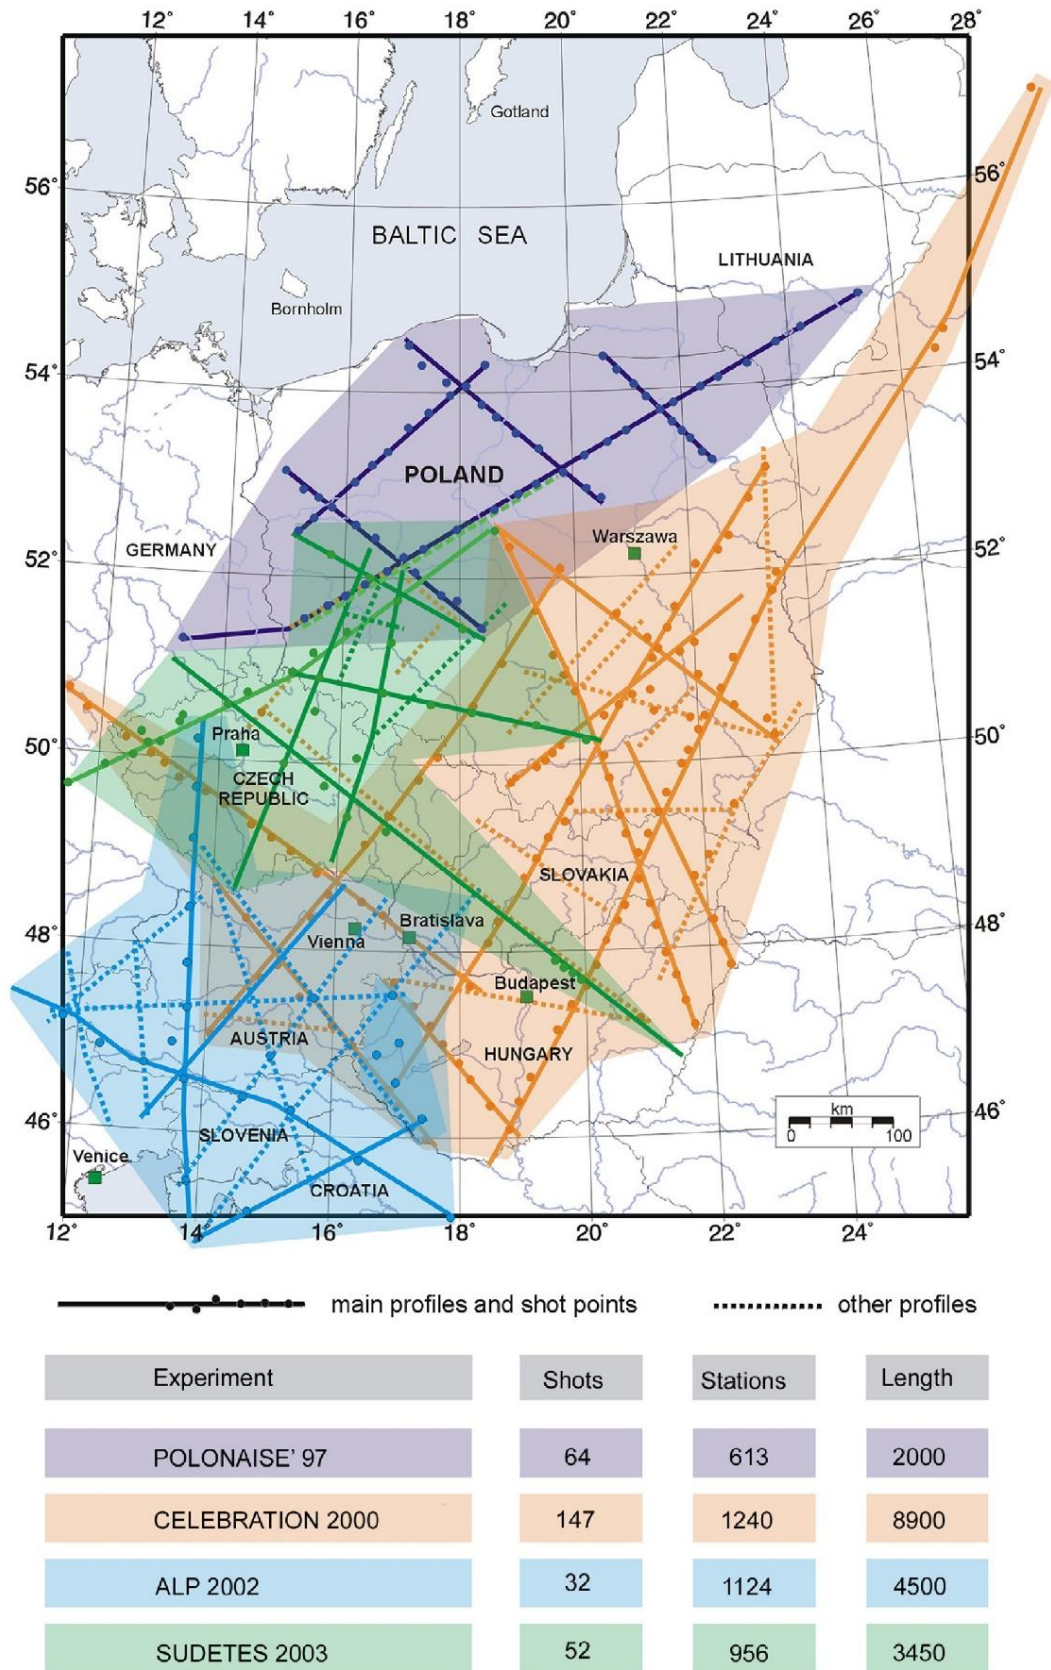 12° 14° 16° 18° 20° 22° 24° 26° 28°
Gotland
56° 56°
BALTIC SEA
LITHUANIA
Bornholm
54° 54°
POLAND
Warszawa
GERMANY
52° 52°
50° 50°
Praha
CZECH
REPUBLIC
SLOVAKIA
48° 48°
Bratislava
Vienna
Budapest
AUSTRIA
HUNGARY
46° 46°
km
0 100
SLOVENIA
Venice
CROATIA
12° 14° 16° 18° 20° 22° 24°
main profiles and shot points other profiles
Experiment Shots Stations Length
POLONAISE' 97 64 613 2000
CELEBRATION 2000 147 1240 8900
ALP 2002 32 1124 4500
SUDETES 2003 52 956 3450